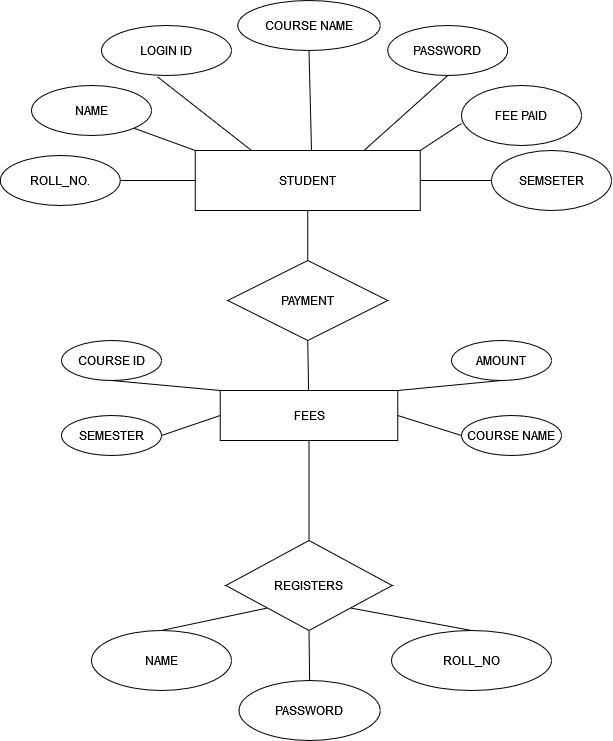 COURSE NAME
LOGIN ID
PASSWORD
NAME
FEE PAID
ROLL_NO.
STUDENT
SEMSETER
PAYMENT
COURSE ID
AMOUNT
FEES
SEMESTER
COURSE NAME
REGISTERS
NAME
ROLL_NO
PASSWORD